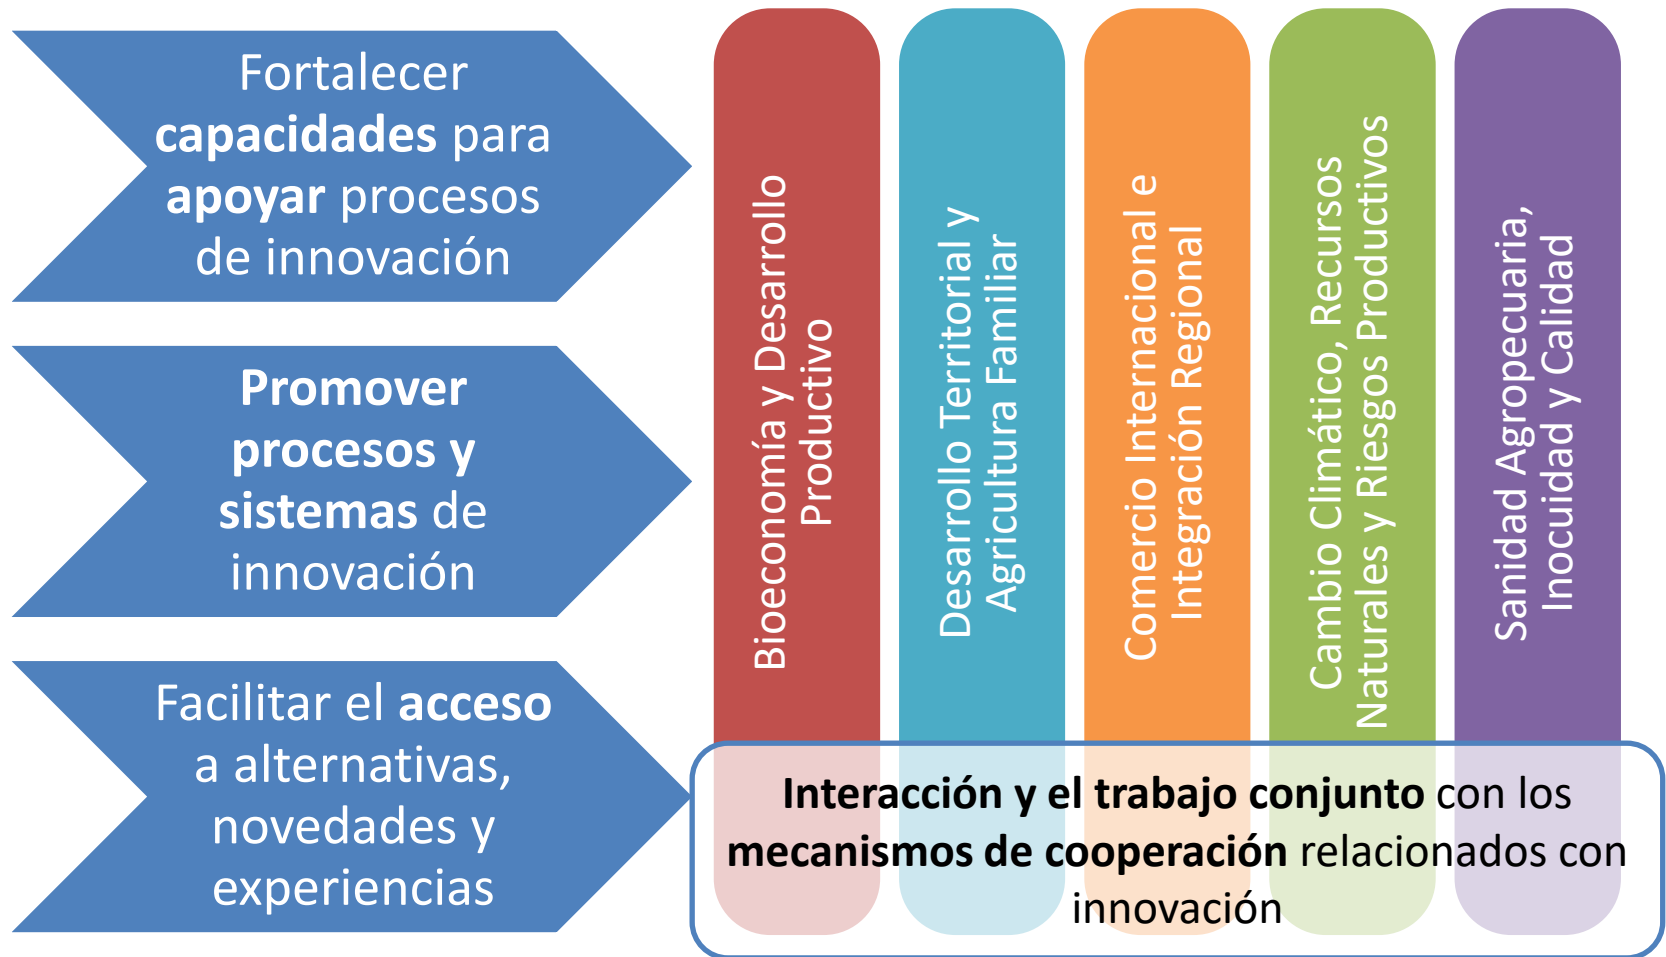 Fortalecer
capacidades para
apoyar procesos
de innovación
Promover
procesos y
sistemas de
innovación
Facilitar el acceso
a alternativas,
novedades y
experiencias
Bioeconomía y Desarrollo
Productivo
Desarrollo Territorial y
Agricultura Familiar
Comercio Internacional e
Integración Regional
Cambio Climático, Recursos
Naturales y Riesgos Productivos
Sanidad Agropecuaria,
Inocuidad y Calidad
Interacción y el trabajo conjunto con los
mecanismos de cooperación relacionados con
innovación